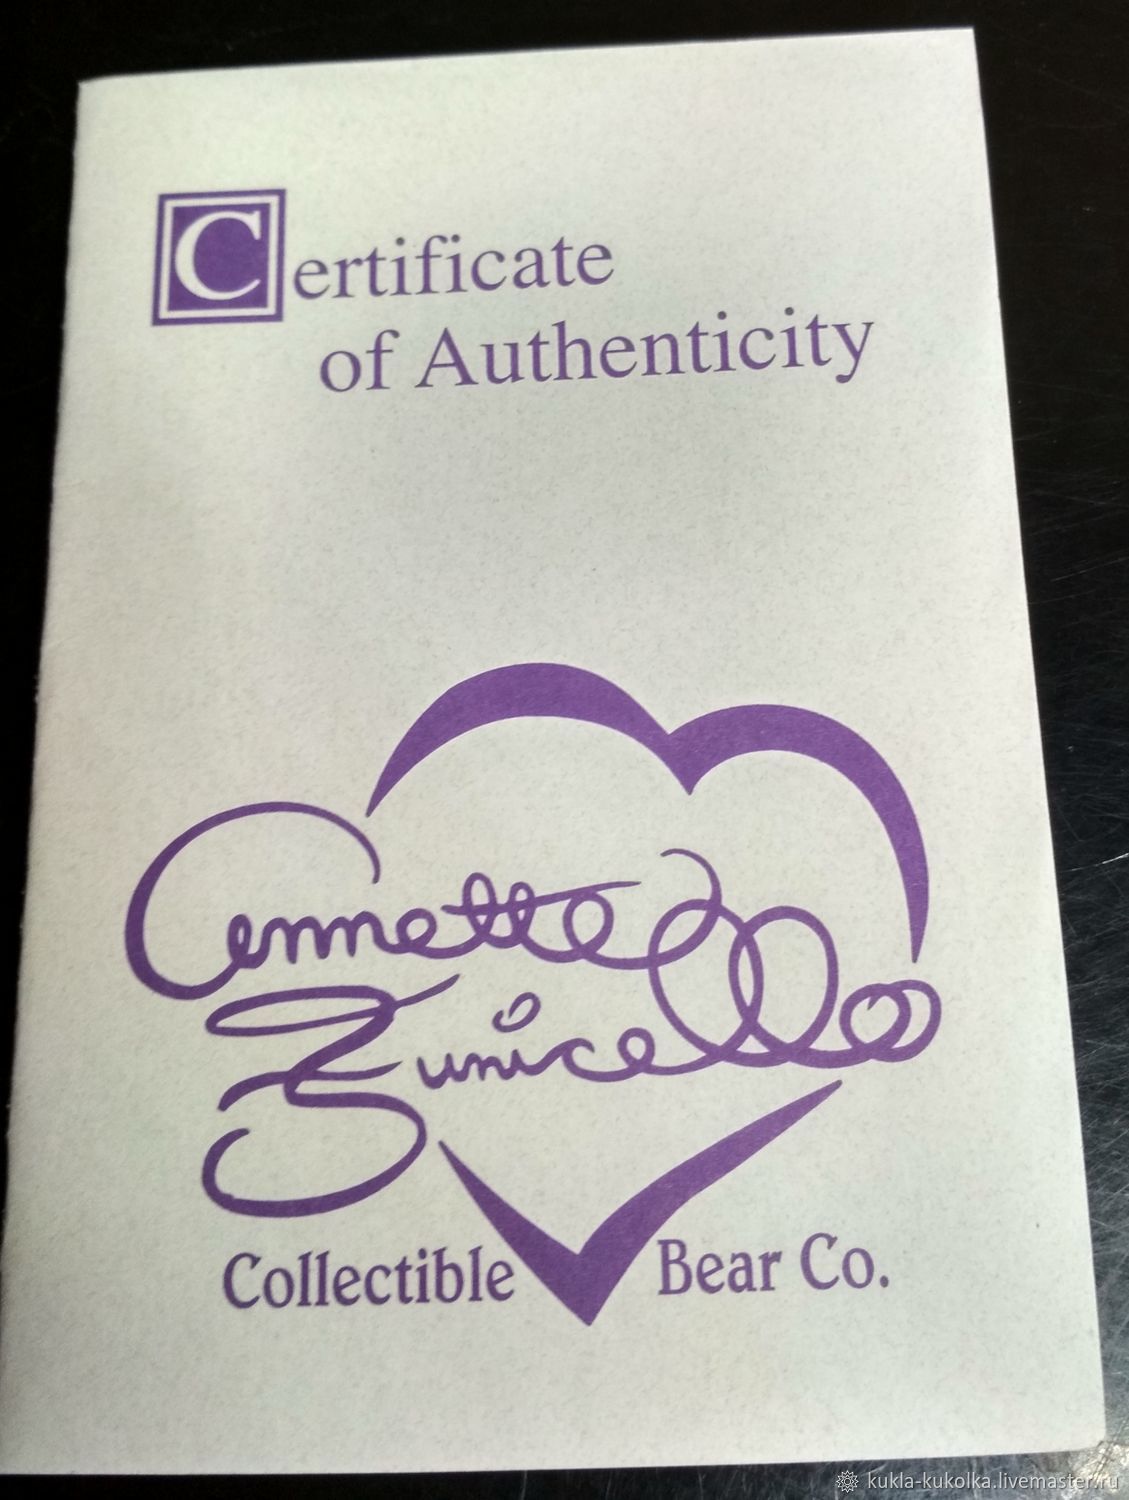 Certificate
of Authenticity
Annette
Funicello
Collectible Bear Co.
kukla-kukolka.livemaster.ru